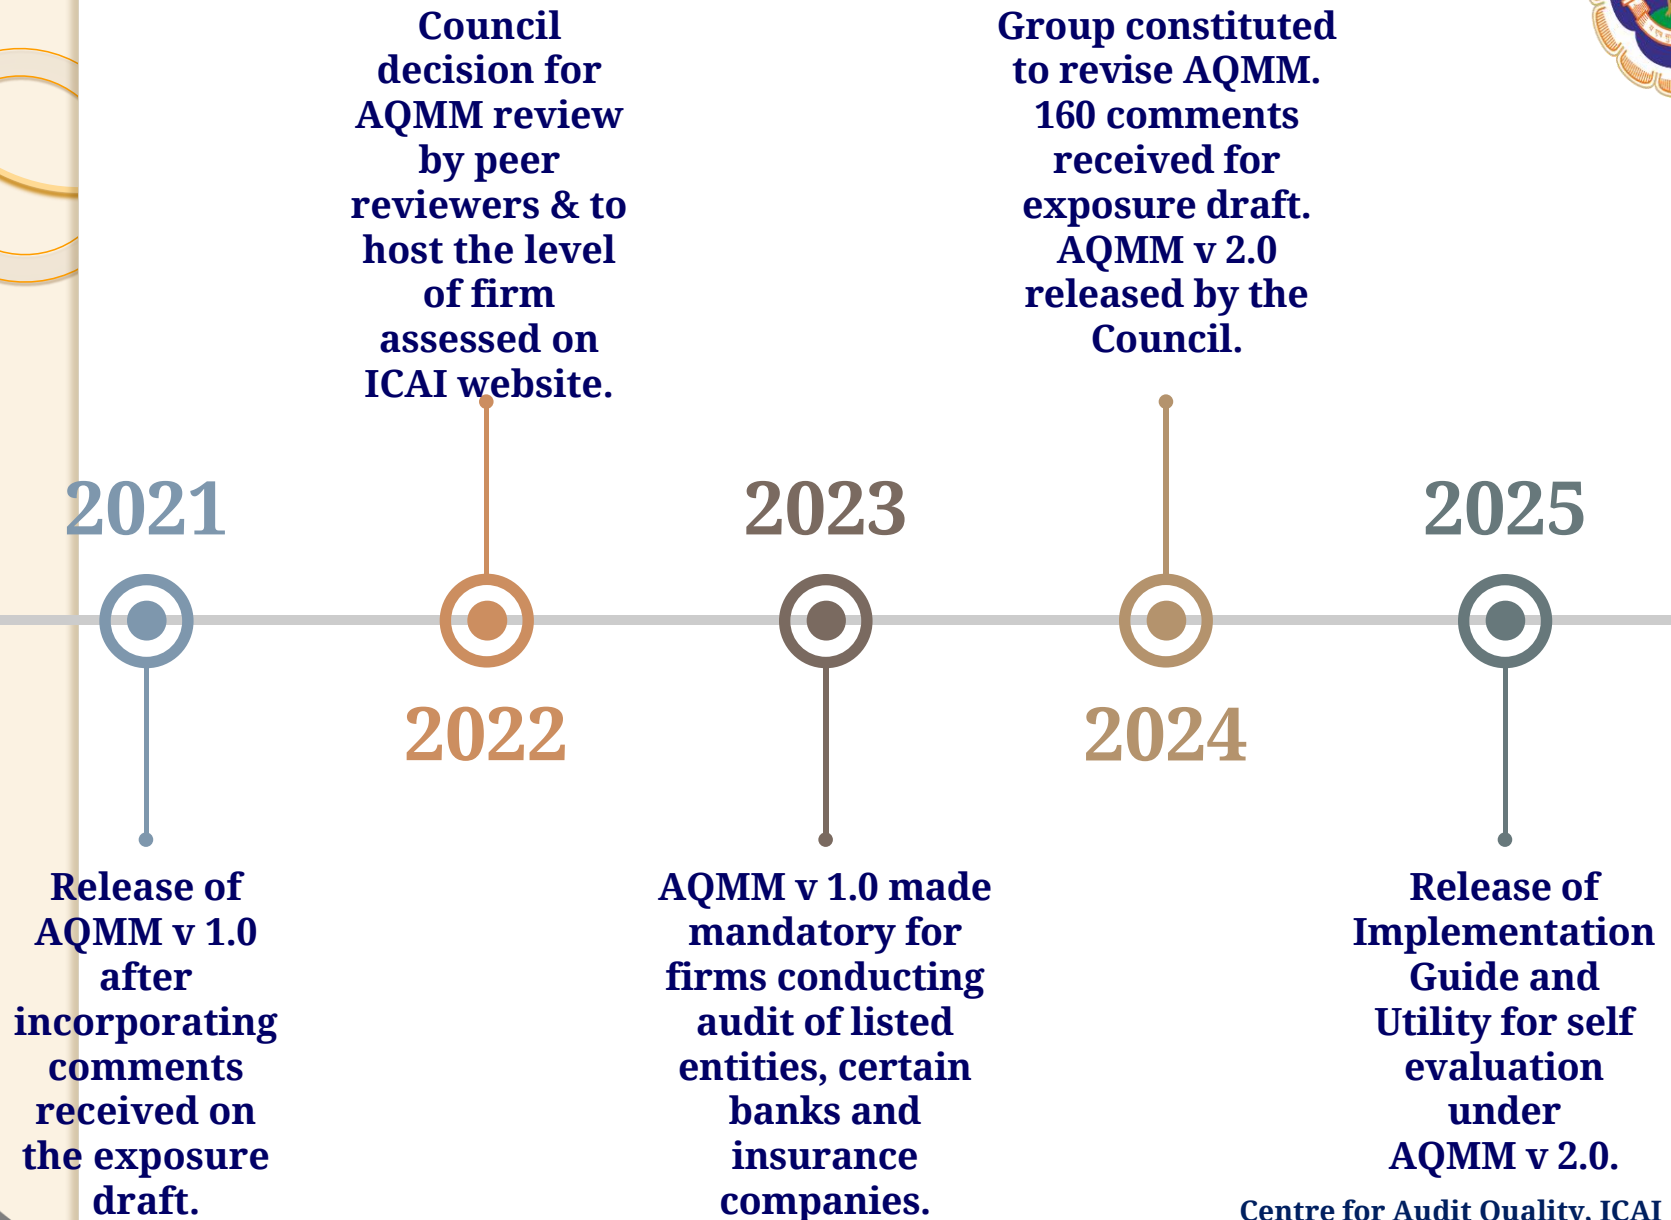 Council
decision for
AQMM review
by peer
reviewers & to
host the level
of firm
assessed on
ICAI website.
Group constituted
to revise AQMM.
160 comments
received for
exposure draft.
AQMM v 2.0
released by the
Council.
2021
2023
2025
2022
2024
Release of
AQMM v 1.0
after
incorporating
comments
received on
the exposure
draft.
AQMM v 1.0 made
mandatory for
firms conducting
audit of listed
entities, certain
banks and
insurance
companies.
Release of
Implementation
Guide and
Utility for self
evaluation
under
AQMM v 2.0.
Centre for Audit Quality, ICAI